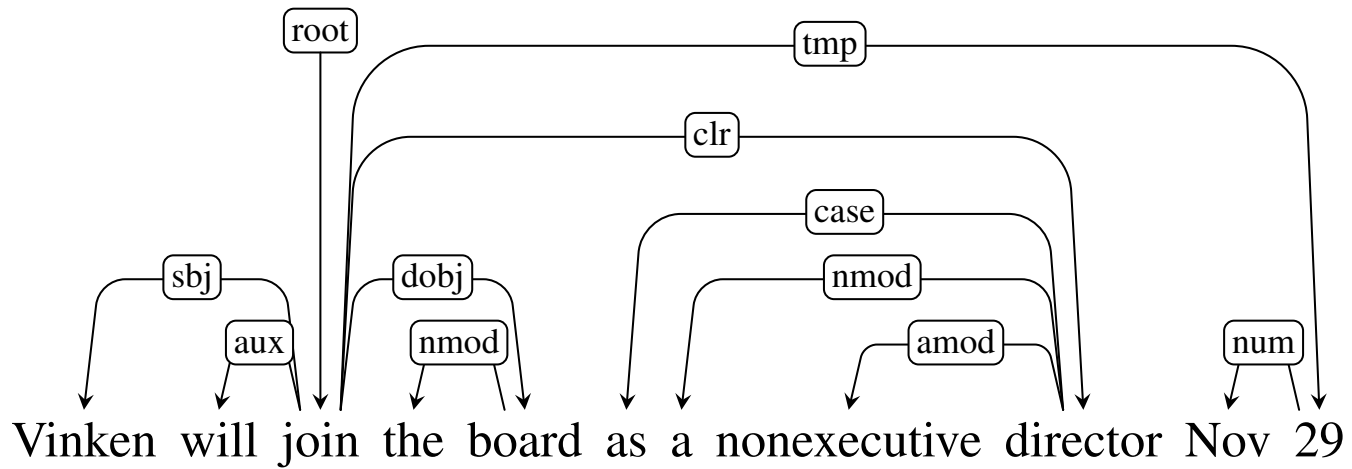 root
tmp
clr
case
sbj dobj nmod
aux nmod amod num
Vinken will join the board as a nonexecutive director Nov 29